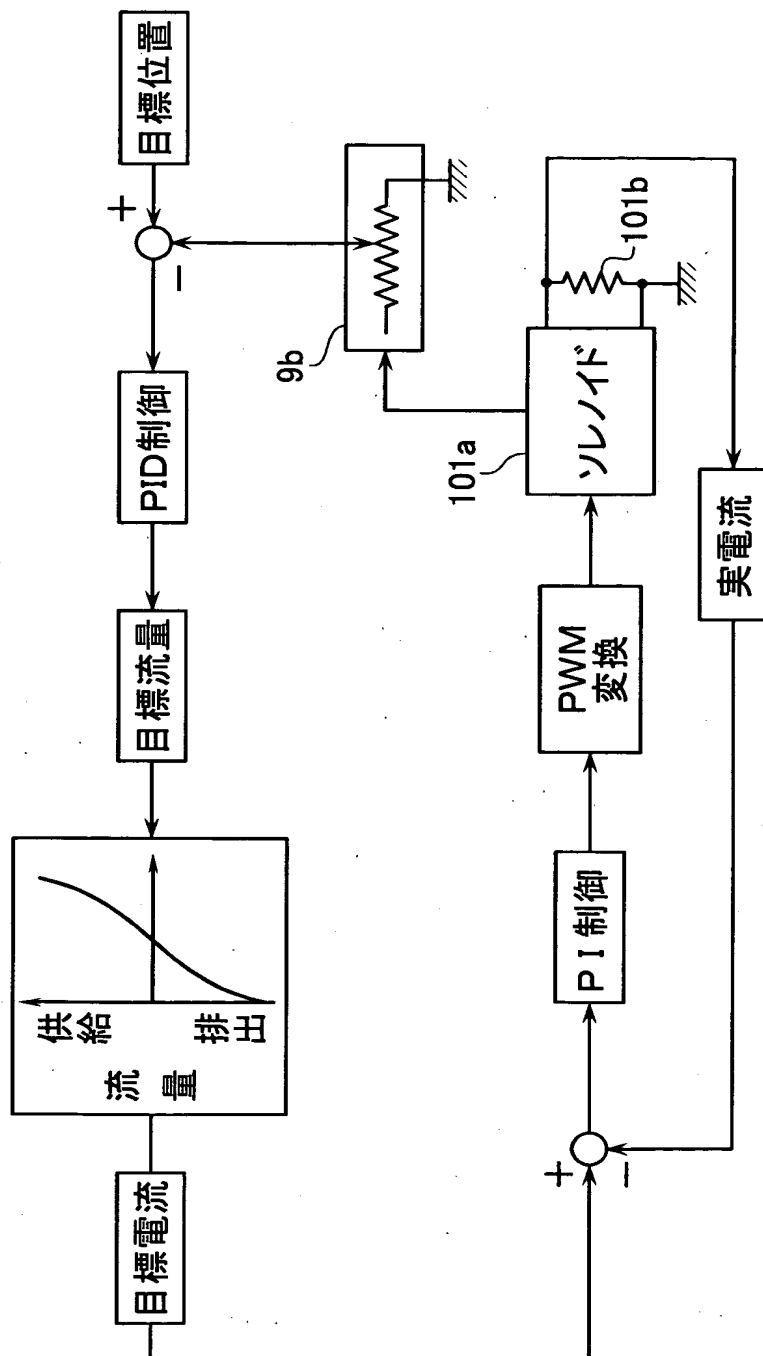 目標位置
+
−
PID制御
目標流量
供給
排出
流量
目標電流
9b
+
−
PI制御
PWM
変換
ソレノイド
101a
101b
実電流